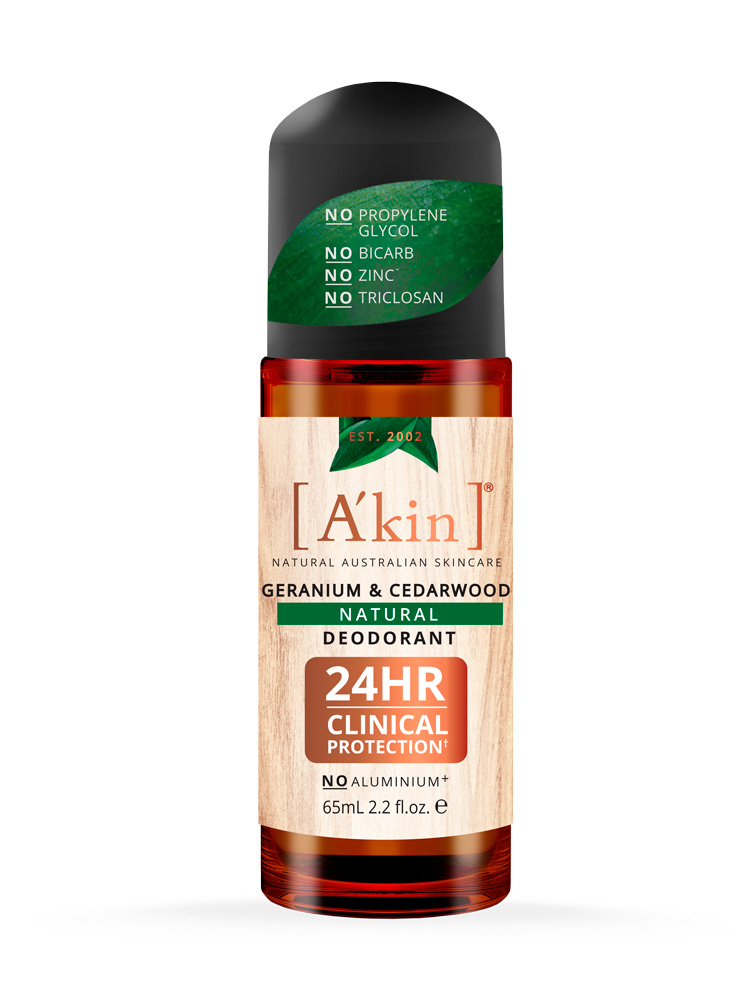 NO PROPYLENE
GLYCOL
NO BICARB
NO ZINC~
NO TRICLOSAN
EST. 2002
[A'kin]®
NATURAL AUSTRALIAN SKINCARE
GERANIUM & CEDARWOOD
NATURAL
DEODORANT
24HR
CLINICAL
PROTECTION†
NO ALUMINIUM+
65mL 2.2 fl.oz. ℮